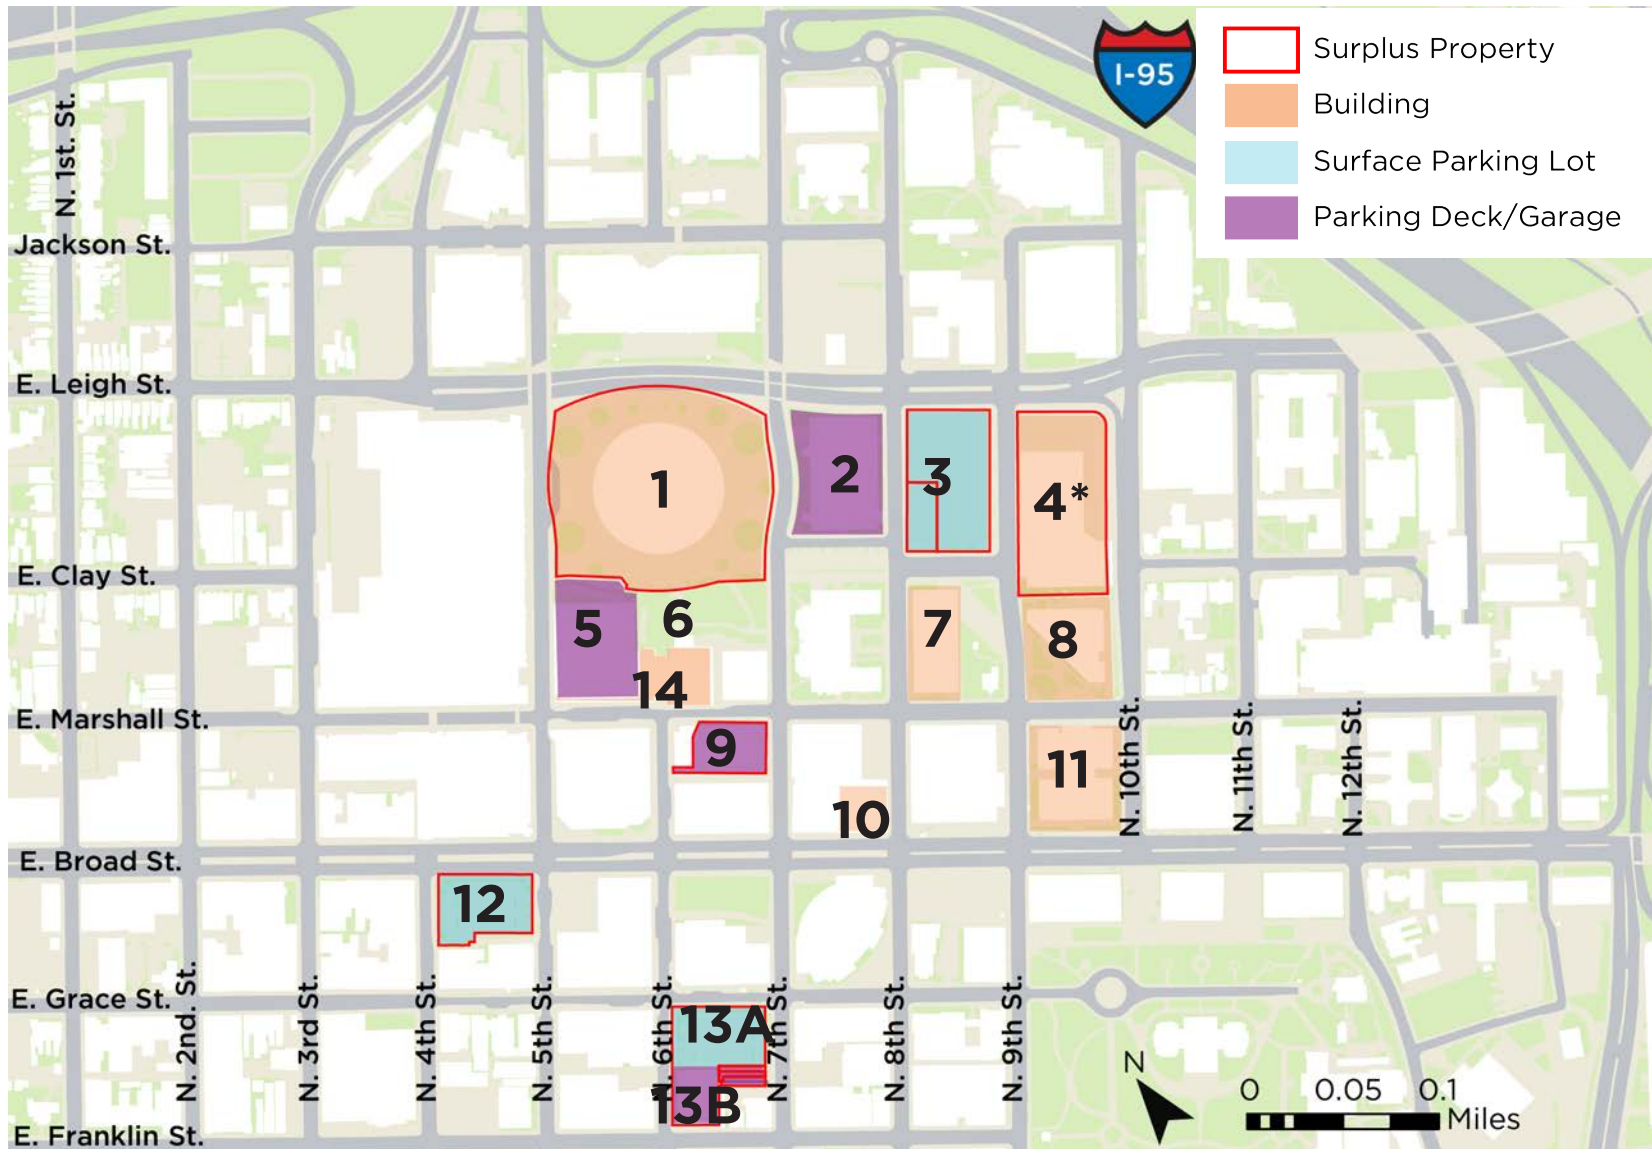 I-95
Surplus Property
Building
Surface Parking Lot
Parking Deck/Garage
N. 1st. St.
Jackson St.
E. Leigh St.
1
2
3
4*
E. Clay St.
5
6
7
8
14
E. Marshall St.
9
10
11
N. 10th St.
N. 11th St.
N. 12th St.
E. Broad St.
12
E. Grace St.
N. 2nd. St.
N. 3rd St.
N. 4th St.
N. 5th St.
N. 6th St.
N. 7th St.
N. 8th St.
N. 9th St.
13A
13B
E. Franklin St.
N
0 0.05 0.1
Miles